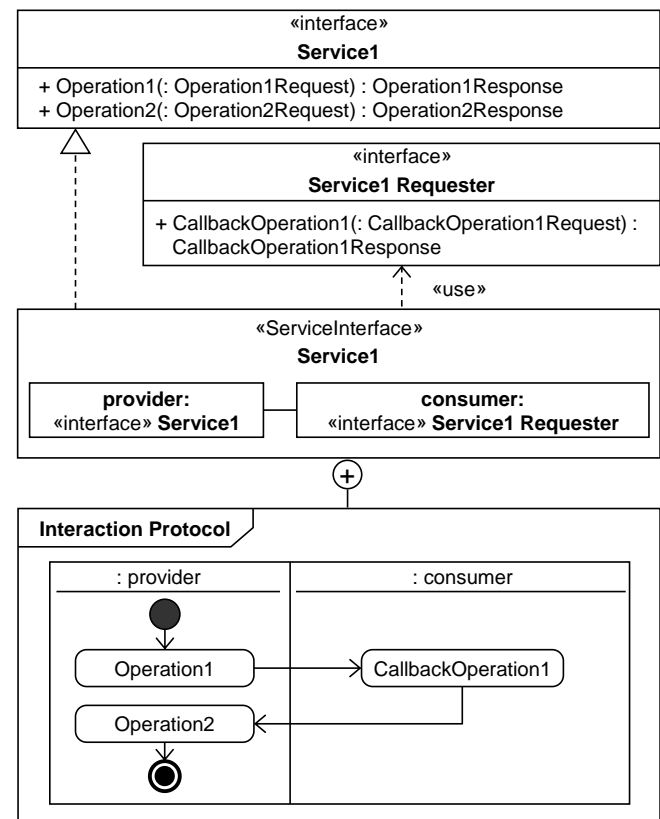 «interface»
Service1
+ Operation1(: Operation1Request) : Operation1Response
+ Operation2(: Operation2Request) : Operation2Response
«interface»
Service1 Requester
+ CallbackOperation1(: CallbackOperation1Request) :
CallbackOperation1Response
«use»
«ServiceInterface»
Service1
provider:
«interface» Service1
consumer:
«interface» Service1 Requester
+
Interaction Protocol
: provider
: consumer
Operation1
CallbackOperation1
Operation2